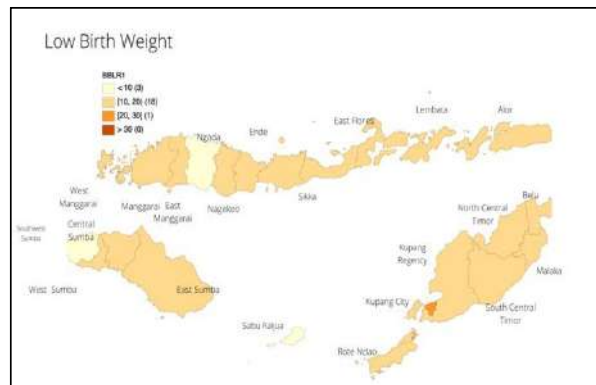 Low Birth Weight
BBLR1
< 10 (3)
[10, 20) (18)
[20, 30] (1)
> 30 (0)
Ngada
Ende
East Flores
Lembata
Alor
West
Manggarai
Manggarai
East
Manggarai
Nagekeo
Sikka
Southwest
Sumba
Central
Sumba
West Sumba
East Sumba
Sabu Raijua
North Central
Timor
Belu
Kupang
Regency
Malaka
Kupang City
South Central
Timor
Rote Ndao